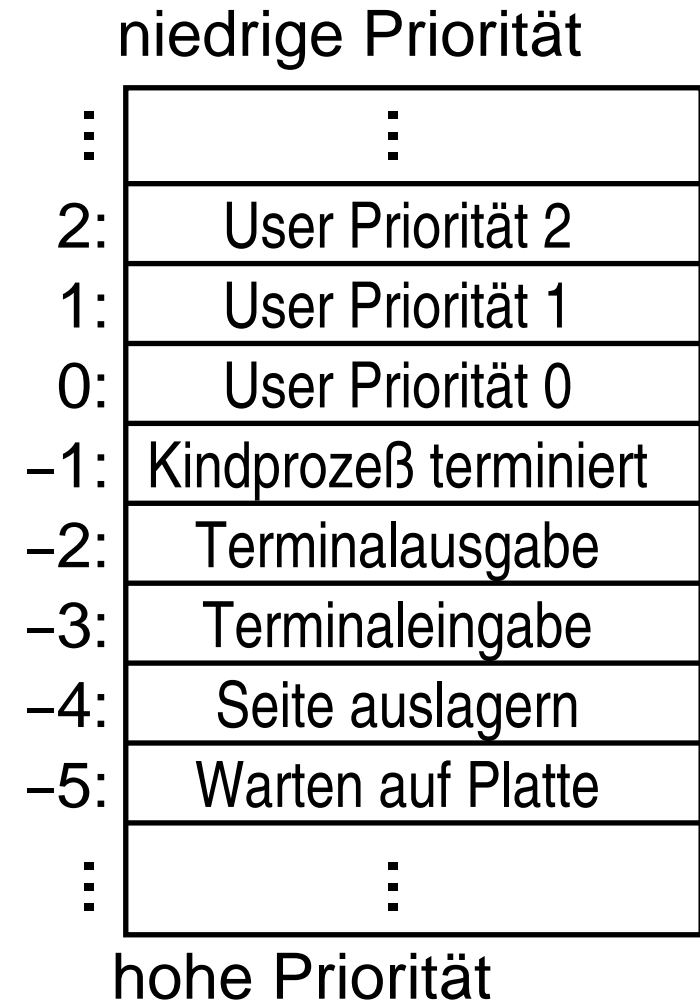 niedrige Priorität
⋮ ⋮
2: User Priorität 2
1: User Priorität 1
0: User Priorität 0
–1: Kindprozeß terminiert
–2: Terminalausgabe
–3: Terminaleingabe
–4: Seite auslagern
–5: Warten auf Platte
⋮ ⋮
hohe Priorität